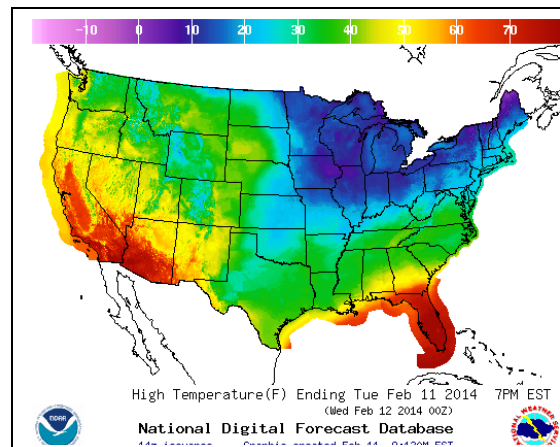 -10 0 10 20 30 40 50 60 70
High Temperature(F) Ending Tue Feb 11 2014 7PM EST
(Wed Feb 12 2014 00Z)
National Digital Forecast Database
noaa